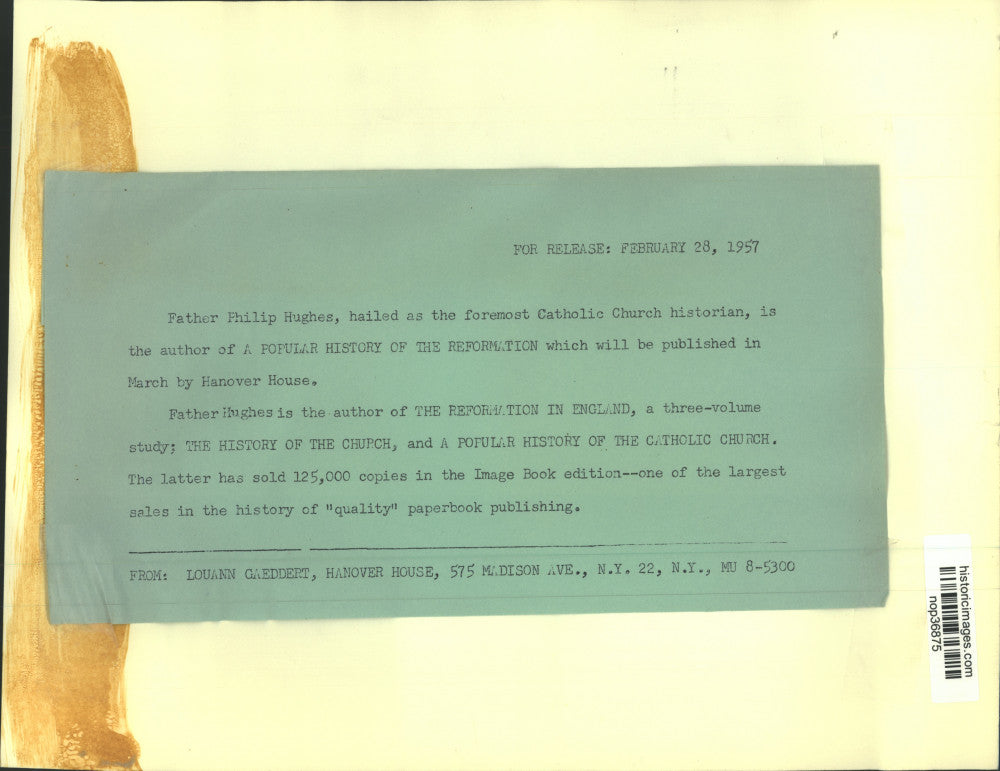 FOR RELEASE: FEBRUARY 28, 1957
Father Philip Hughes, hailed as the foremost Catholic Church historian, is
the author of A POPULAR HISTORY OF THE REFORMATION which will be published in
March by Hanover House.
Father Hughes is the author of THE REFORMATION IN ENGLAND, a three-volume
study; THE HISTORY OF THE CHURCH, and A POPULAR HISTORY OF THE CATHOLIC CHURCH.
The latter has sold 125,000 copies in the Image Book edition--one of the largest
sales in the history of "quality" paperbook publishing.
FROM: LOUANN GAEDDERT, HANOVER HOUSE, 575 MADISON AVE., N.Y. 22, N.Y., MU 8-5300
historicimages.com
nop36875